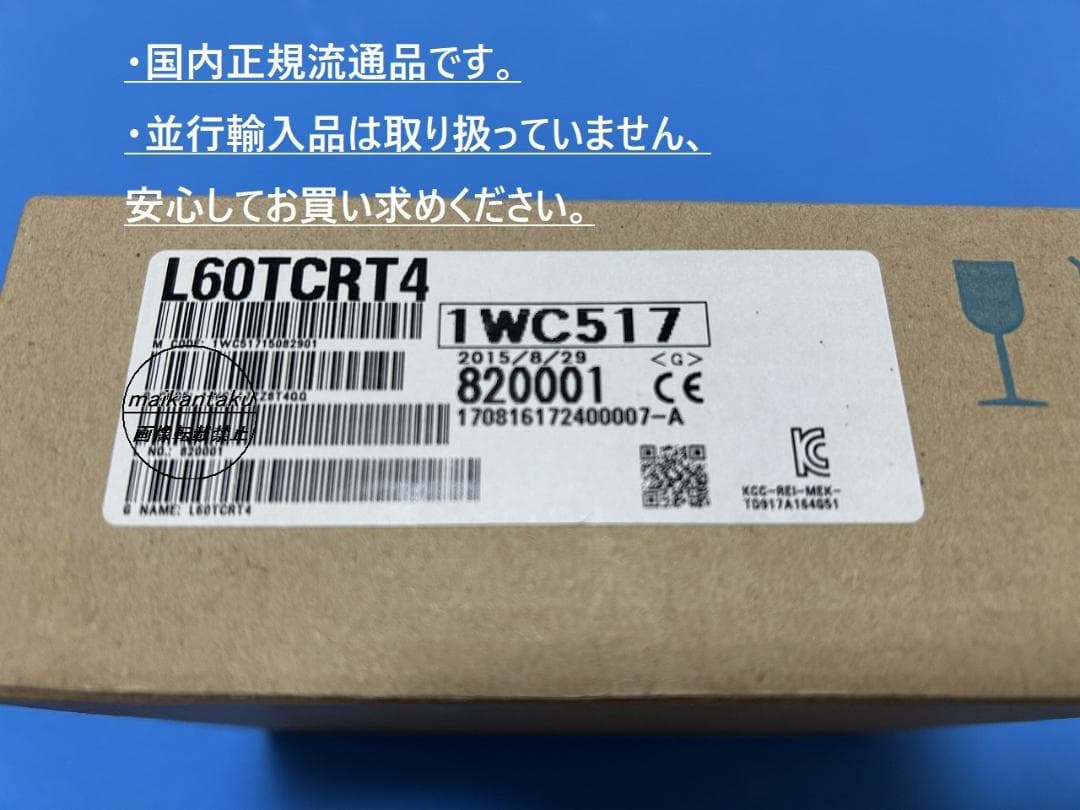 ・国内正規流通品です。
・並行輸入品は取り扱っていません、
安心してお買い求めください。
L60TCRT4
1WC517
M CODE: 1WC51715082901
2015/8/29 <G>
820001 CE
maikantaku
170816172400007-A
画像転載禁止
NO.: 820001
KCC-REI-MEK-
TG917A164G51
G NAME: L60TCRT4